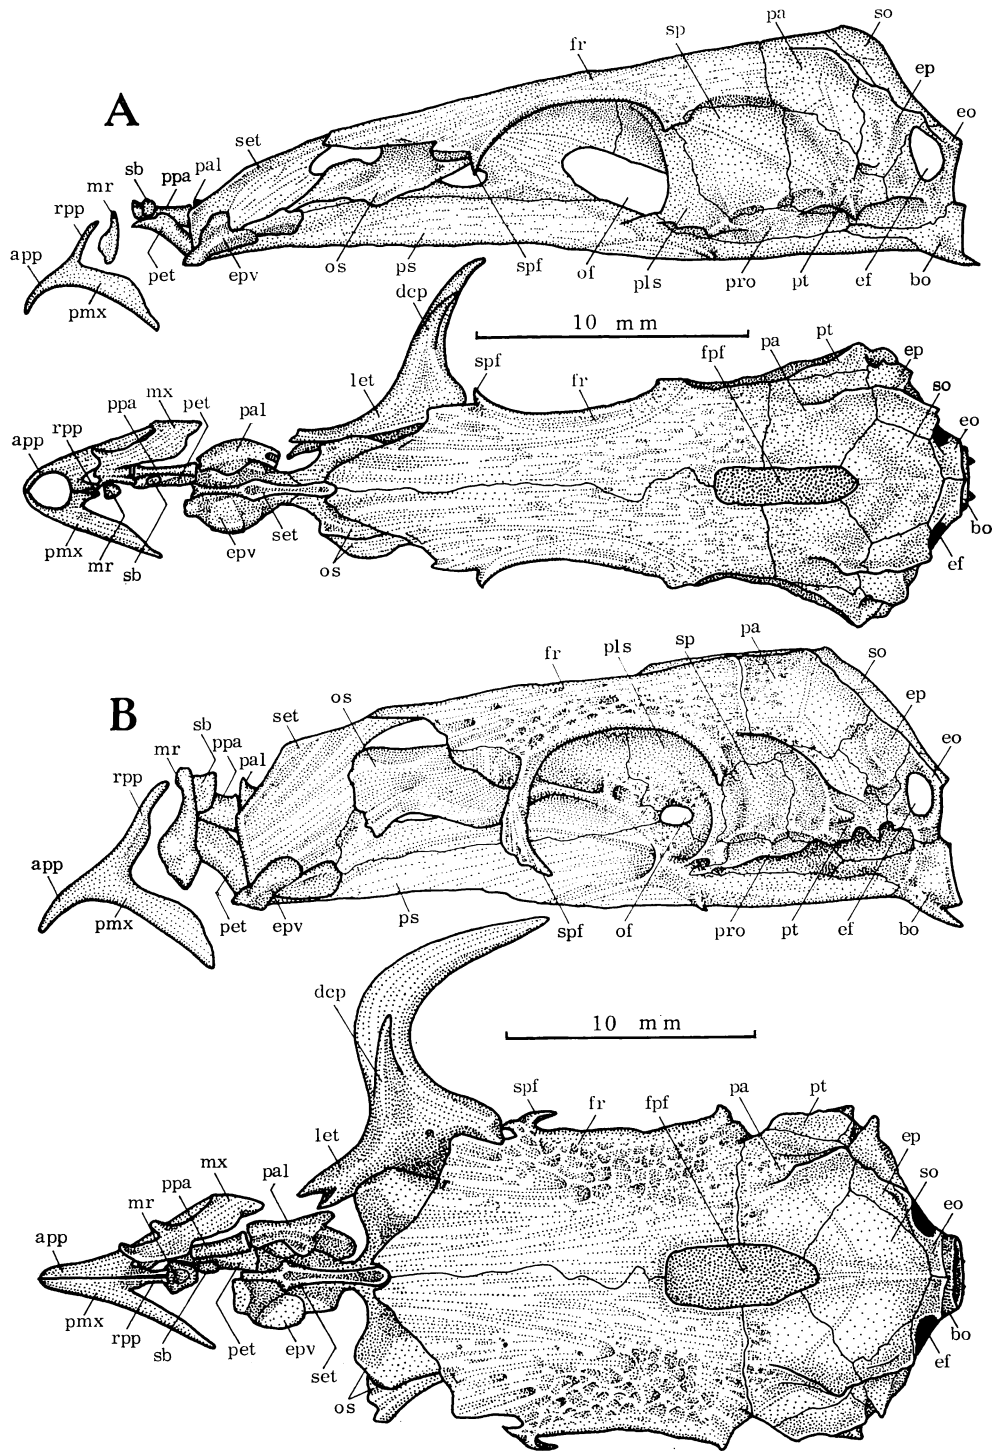 A
fr sp pa so
ep
eo
set
sb ppa pal
mr
rpp
app
pmx
pet epv os ps spf of pls pro pt ef bo
dcp
10 mm
let spf fr fpf pa pt ep
so
eo
ppa mx pet pal
app rpp
pmx mr sb epv set os
bo
ef
B
fr pls sp pa so
ep
eo
os
set
sb ppa pal
mr
rpp
app
pmx
pet epv ps spf of pro pt ef bo
dcp
10 mm
spf fr fpf pa pt
ep
so
eo
let
mx pal
ppa
mr
app
pmx rpp sb pet epv set os
bo
ef